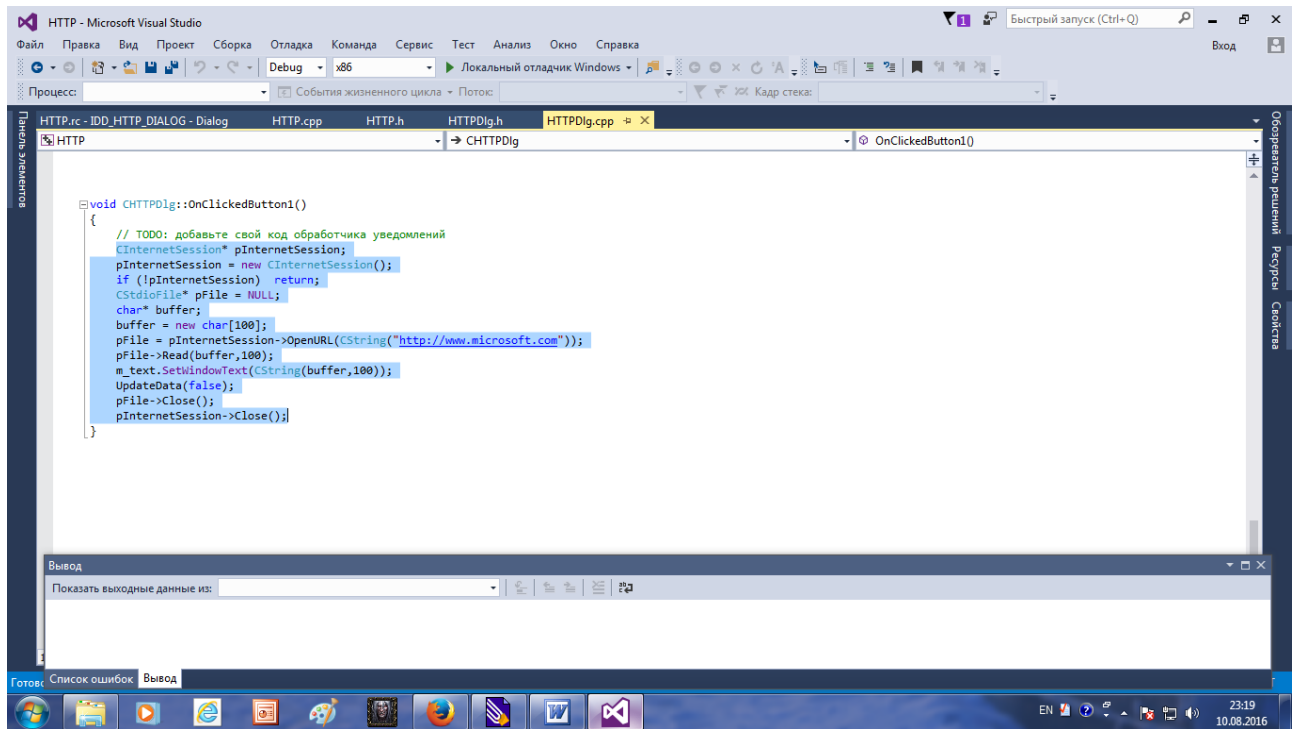 HTTP - Microsoft Visual Studio
1
Быстрый запуск (Ctrl+Q)
Файл Правка Вид Проект Сборка Отладка Команда Сервис Тест Анализ Окно Справка
Вход
Debug x86 Локальный отладчик Windows
Процесс: События жизненного цикла Поток: Кадр стека:
Панель элементов
HTTP.rc - IDD_HTTP_DIALOG - Dialog HTTP.cpp HTTP.h HTTPDlg.h HTTPDlg.cpp
HTTP CHTTPDlg OnClickedButton1()
void CHTTPDlg::OnClickedButton1()
{
// TODO: добавьте свой код обработчика уведомлений
CInternetSession* pInternetSession;
pInternetSession = new CInternetSession();
if (!pInternetSession)  return;
CStdioFile* pFile = NULL;
char* buffer;
buffer = new char[100];
pFile = pInternetSession->OpenURL(CString("http://www.microsoft.com"));
pFile->Read(buffer,100);
m_text.SetWindowText(CString(buffer,100));
UpdateData(false);
pFile->Close();
pInternetSession->Close();
}
Обозреватель решений
Ресурсы
Свойства
Вывод
Показать выходные данные из:
Список ошибок Вывод
EN
23:19
10.08.2016